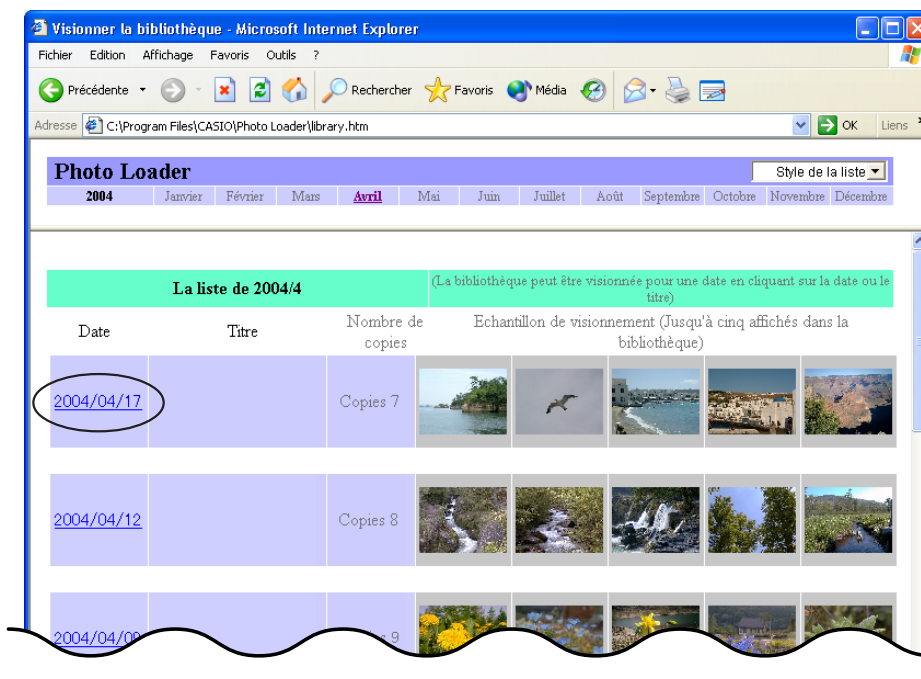 Visionner la bibliothèque - Microsoft Internet Explorer
Fichier Edition Affichage Favoris Outils ?
Précédente Rechercher Favoris Média
Adresse C:\Program Files\CASIO\Photo Loader\library.htm OK Liens
Photo Loader Style de la liste
2004 Janvier Février Mars Avril Mai Juin Juillet Août Septembre Octobre Novembre Décembre
La liste de 2004/4 (La bibliothèque peut être visionnée pour une date en cliquant sur la date ou le
titre)
Date Titre Nombre de
copies
Echantillon de visionnement (Jusqu'à cinq affichés dans la
bibliothèque)
2004/04/17 Copies 7
2004/04/12 Copies 8
2004/04/09 9